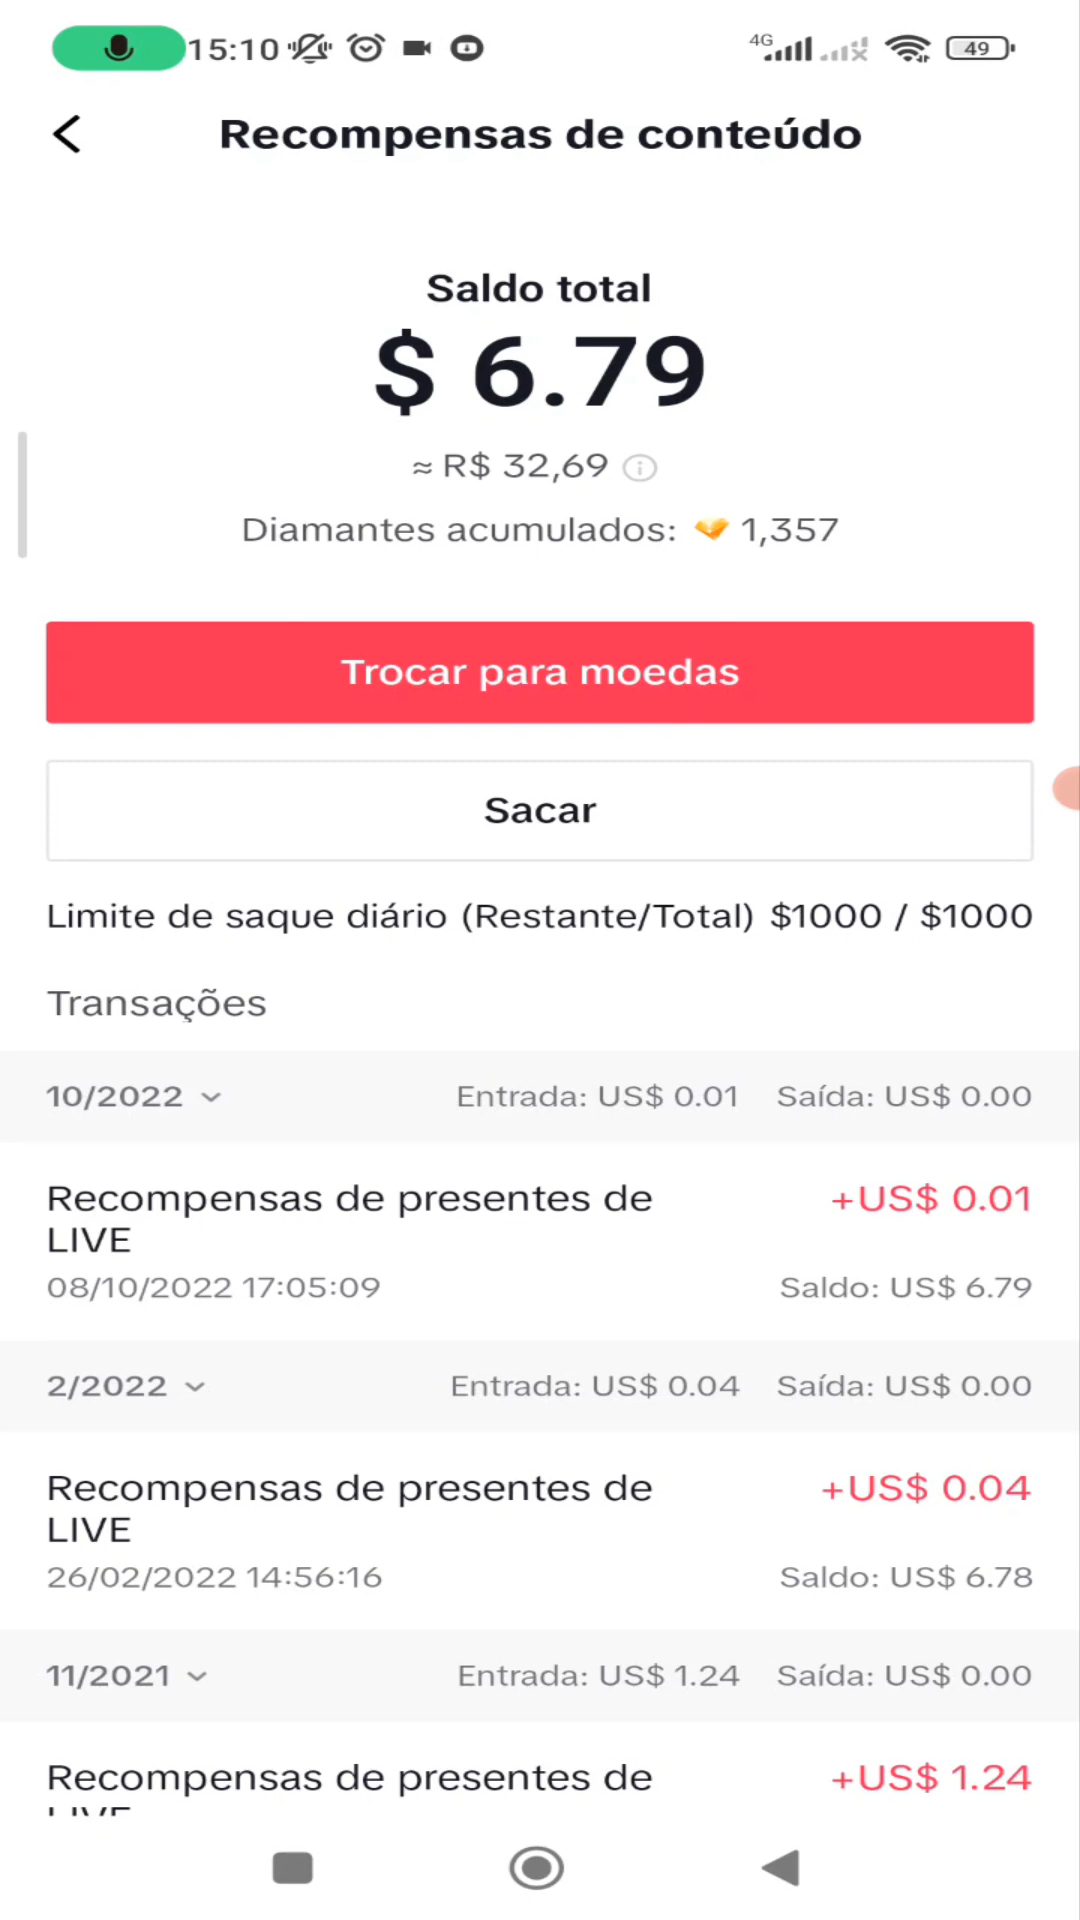 15:10
4G
49
Recompensas de conteúdo
Saldo total
$ 6.79
≈ R$ 32,69
Diamantes acumulados: 1,357
Trocar para moedas
Sacar
Limite de saque diário (Restante/Total) $1000 / $1000
Transações
10/2022 Entrada: US$ 0.01 Saída: US$ 0.00
Recompensas de presentes de +US$ 0.01
LIVE
08/10/2022 17:05:09 Saldo: US$ 6.79
2/2022 Entrada: US$ 0.04 Saída: US$ 0.00
Recompensas de presentes de +US$ 0.04
LIVE
26/02/2022 14:56:16 Saldo: US$ 6.78
11/2021 Entrada: US$ 1.24 Saída: US$ 0.00
Recompensas de presentes de +US$ 1.24
LIVE